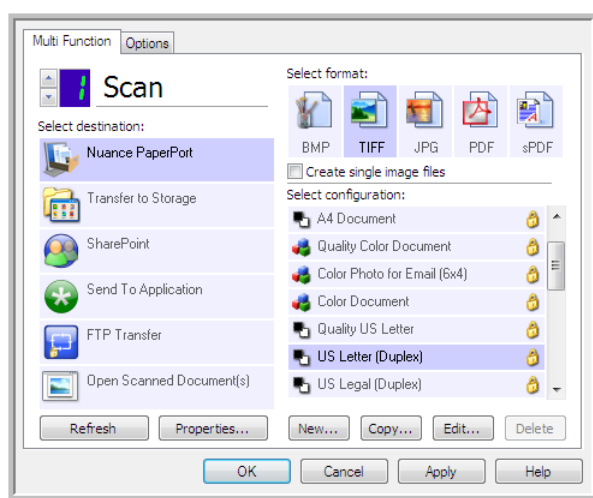 Multi Function
Options
1
Scan
Select destination:
Nuance PaperPort
Transfer to Storage
SharePoint
Send To Application
FTP Transfer
Open Scanned Document(s)
Refresh
Properties...
Select format:
BMP
TIFF
JPG
PDF
sPDF
Create single image files
Select configuration:
A4 Document
Quality Color Document
Color Photo for Email (6x4)
Color Document
Quality US Letter
US Letter (Duplex)
US Legal (Duplex)
New...
Copy...
Edit...
Delete
OK
Cancel
Apply
Help